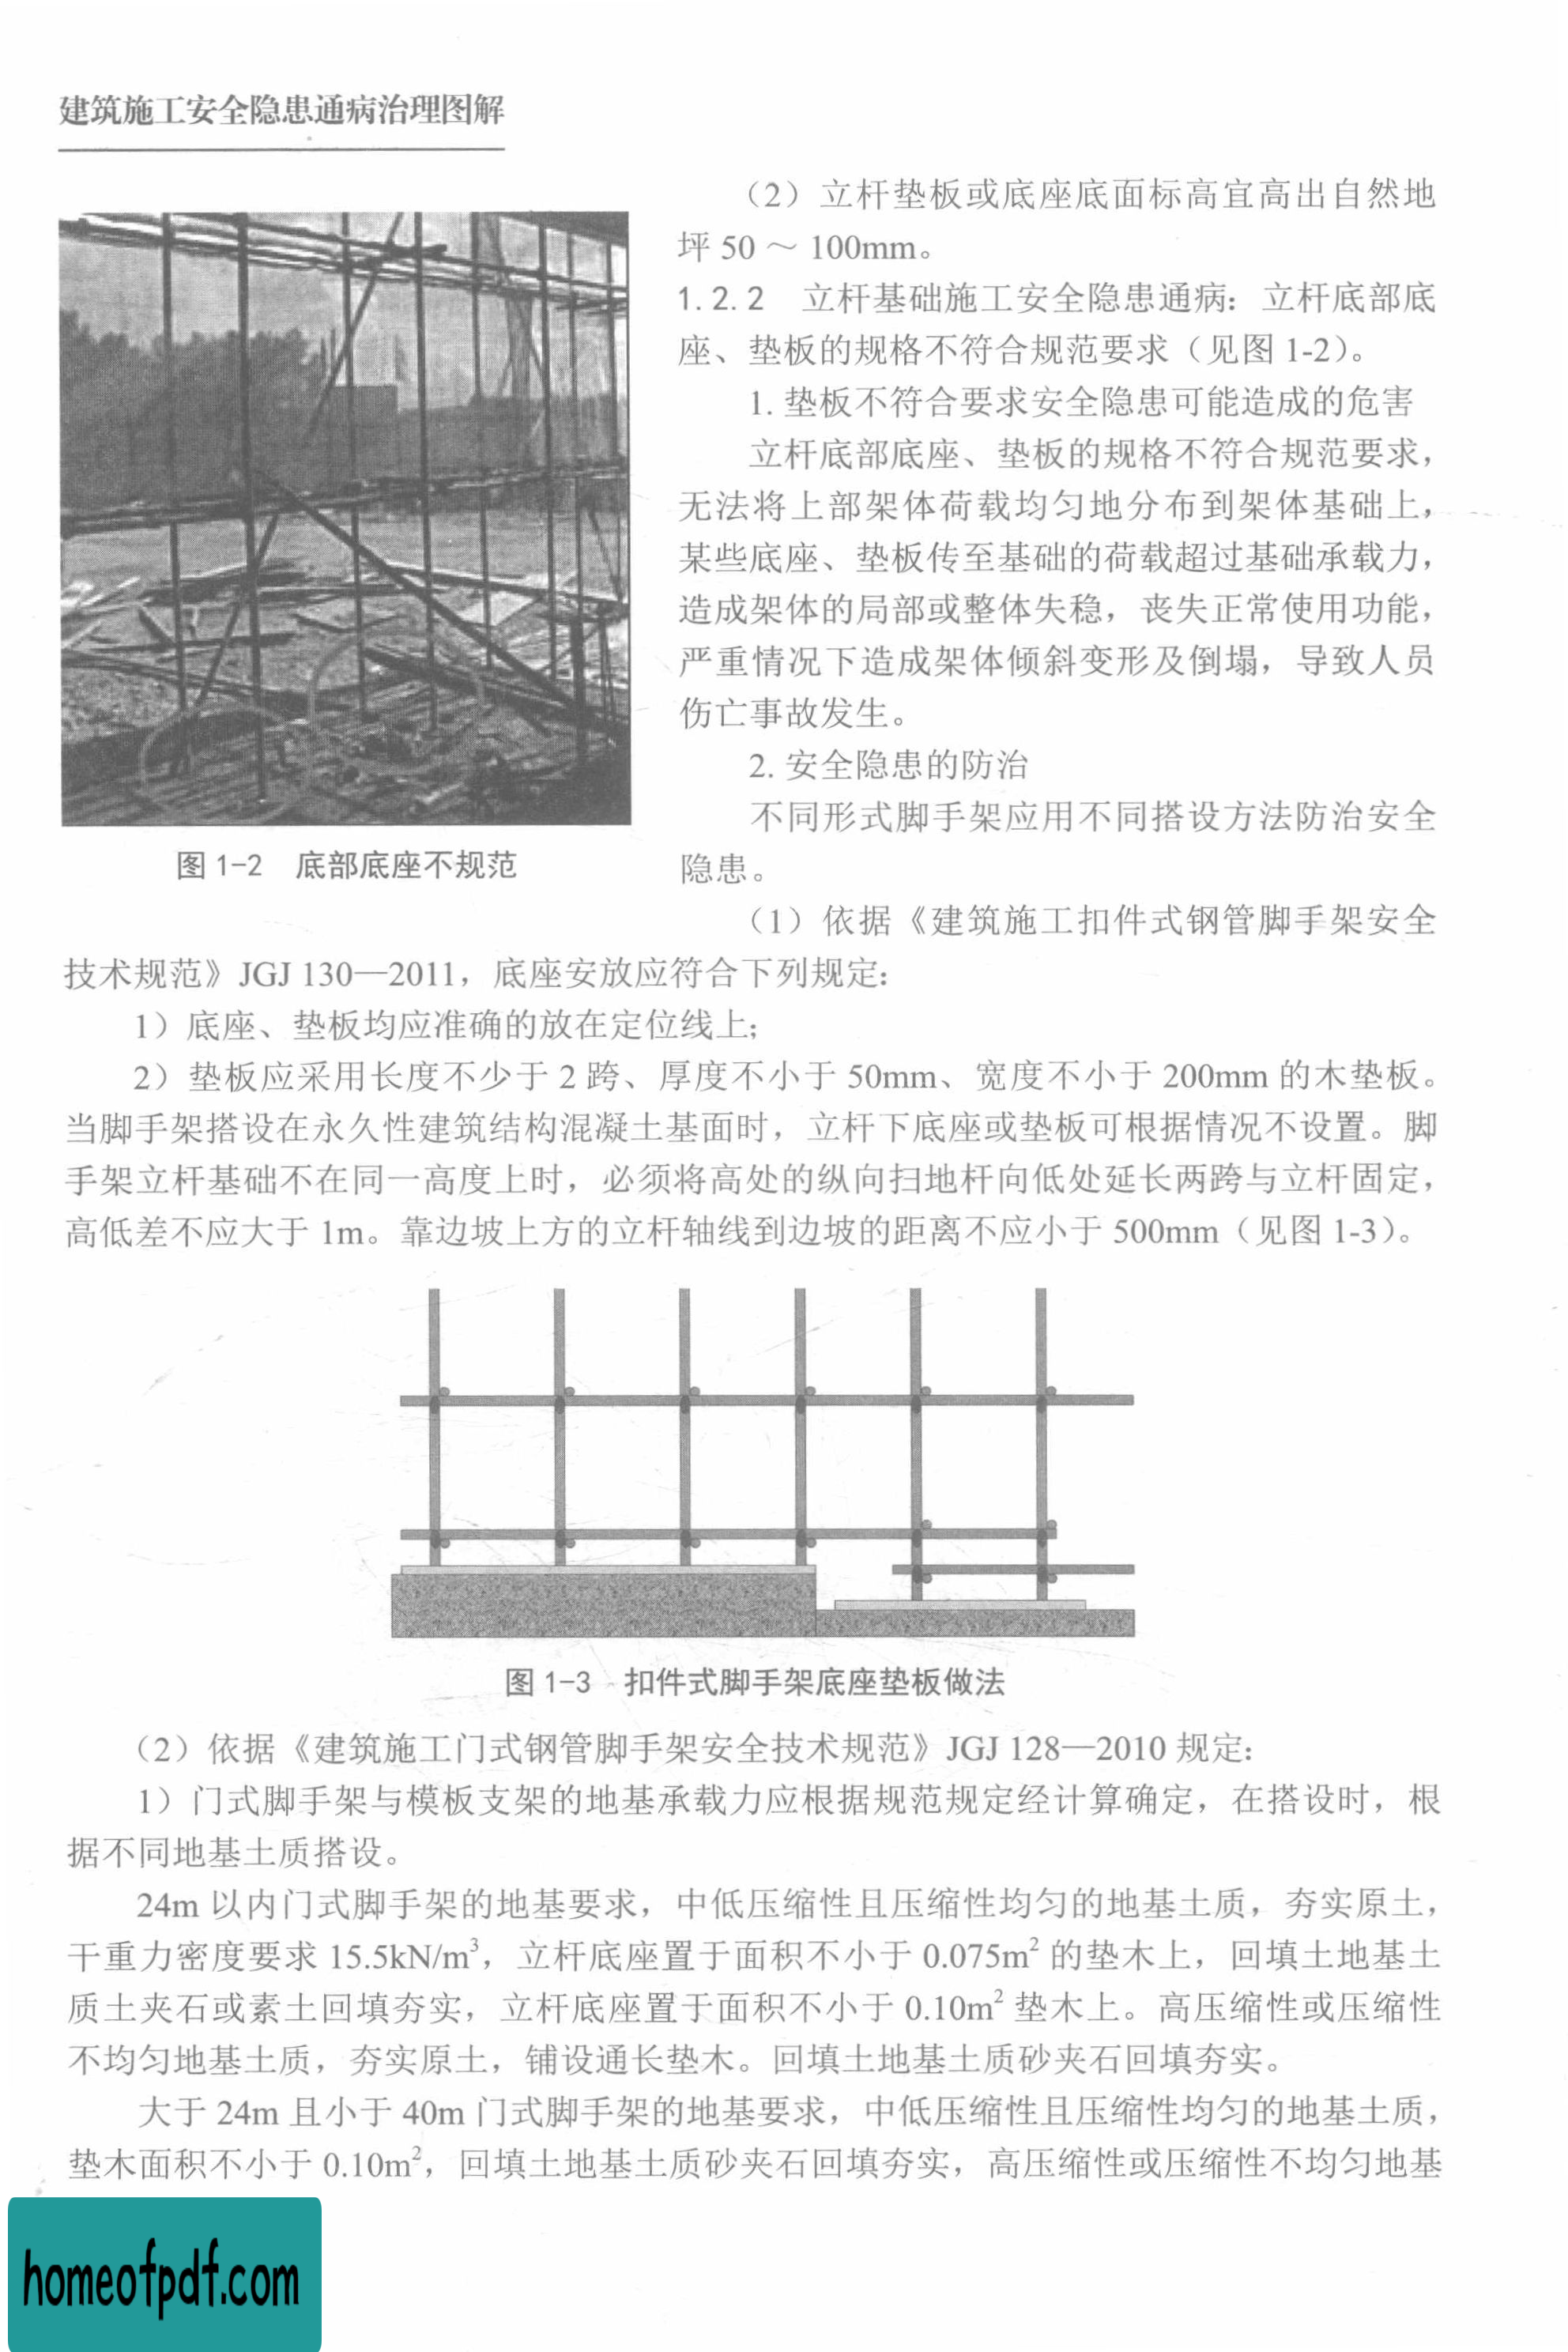 建筑施工安全隐患通病治理图解
（2）立杆垫板或底座底面标高宜高出自然地
坪 50 ～ 100mm。
1.2.2 立杆基础施工安全隐患通病：立杆底部底
座、垫板的规格不符合规范要求（见图 1-2）。
1. 垫板不符合要求安全隐患可能造成的危害
立杆底部底座、垫板的规格不符合规范要求，
无法将上部架体荷载均匀地分布到架体基础上，
某些底座、垫板传至基础的荷载超过基础承载力，
造成架体的局部或整体失稳，丧失正常使用功能，
严重情况下造成架体倾斜变形及倒塌，导致人员
伤亡事故发生。
2. 安全隐患的防治
不同形式脚手架应用不同搭设方法防治安全
隐患。
图 1-2 底部底座不规范
（1）依据《建筑施工扣件式钢管脚手架安全
技术规范》JGJ 130—2011，底座安放应符合下列规定：
1）底座、垫板均应准确的放在定位线上；
2）垫板应采用长度不少于 2 跨、厚度不小于 50mm、宽度不小于 200mm 的木垫板。
当脚手架搭设在永久性建筑结构混凝土基面时，立杆下底座或垫板可根据情况不设置。脚
手架立杆基础不在同一高度上时，必须将高处的纵向扫地杆向低处延长两跨与立杆固定，
高低差不应大于 1m。靠边坡上方的立杆轴线到边坡的距离不应小于 500mm（见图 1-3）。
图 1-3 扣件式脚手架底座垫板做法
（2）依据《建筑施工门式钢管脚手架安全技术规范》JGJ 128—2010 规定：
1）门式脚手架与模板支架的地基承载力应根据规范规定经计算确定，在搭设时，根
据不同地基土质搭设。
24m 以内门式脚手架的地基要求，中低压缩性且压缩性均匀的地基土质，夯实原土，
干重力密度要求 15.5kN/m³，立杆底座置于面积不小于 0.075m² 的垫木上，回填土地基土
质土夹石或素土回填夯实，立杆底座置于面积不小于 0.10m² 垫木上。高压缩性或压缩性
不均匀地基土质，夯实原土，铺设通长垫木。回填土地基土质砂夹石回填夯实。
大于 24m 且小于 40m 门式脚手架的地基要求，中低压缩性且压缩性均匀的地基土质，
垫木面积不小于 0.10m²，回填土地基土质砂夹石回填夯实，高压缩性或压缩性不均匀地基
homeofpdf.com